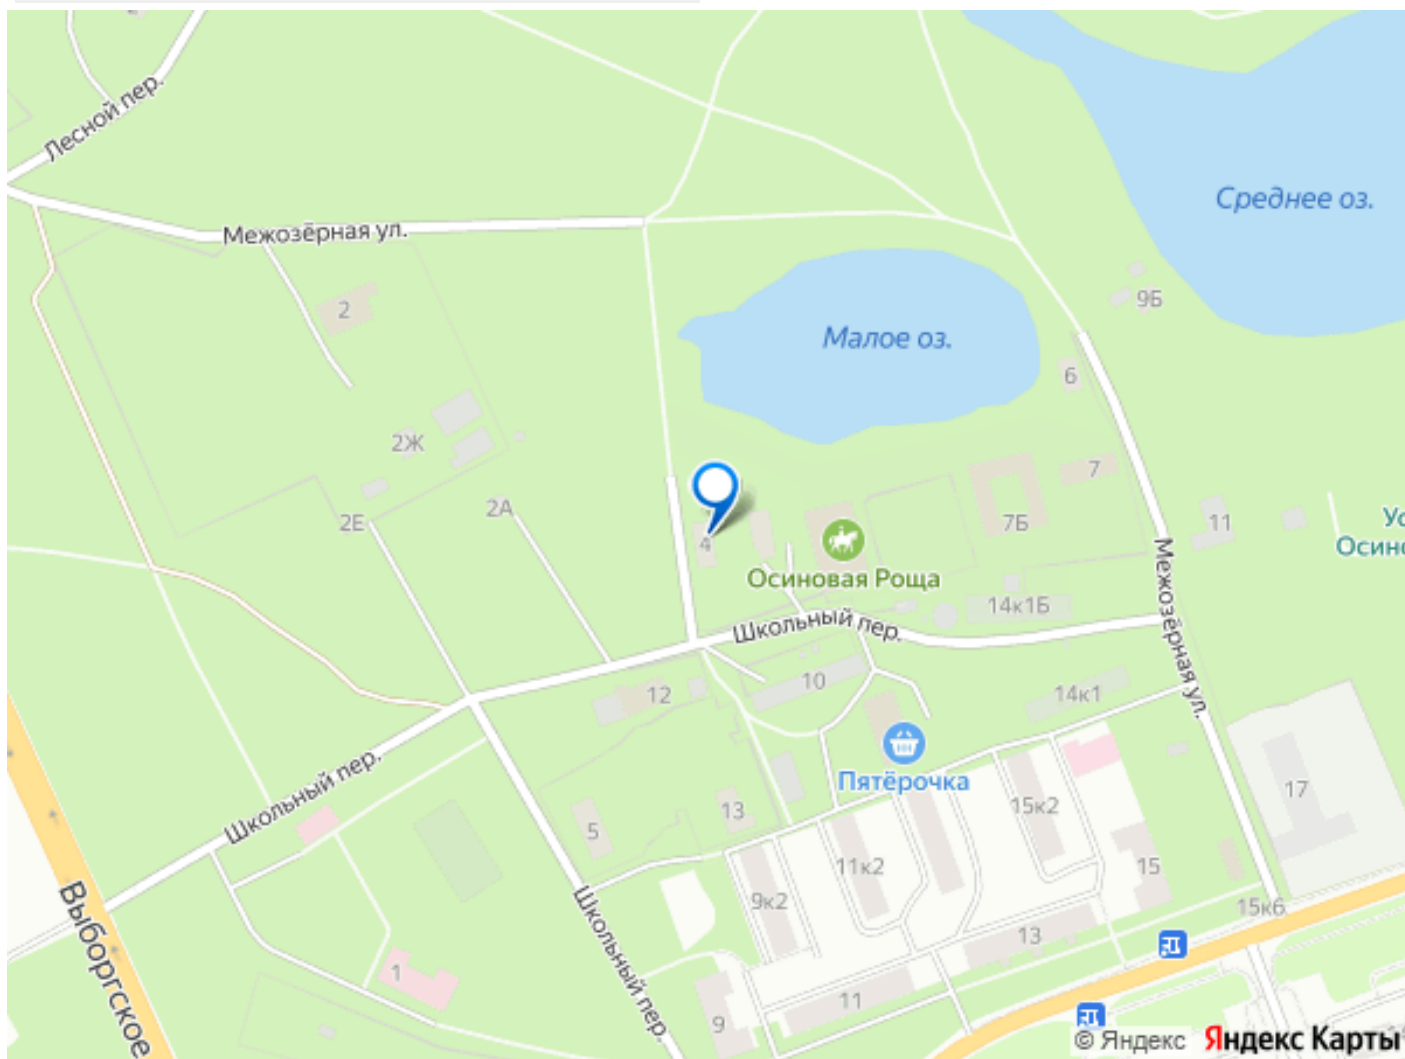 Лесной пер.
Среднее оз.
Межозёрная ул.
2
9Б
Малое оз.
6
2Ж
7
2А
2Е
7Б
11
4
Осиновая Роща
14к1Б
Школьный пер.
Межозёрная ул.
12
10
14к1
Пятёрочка
17
Школьный пер.
13
15к2
5
11к2
15
9к2
15к6
Выборгское
Школьный пер.
13
1
11
9
© Яндекс Яндекс Карты